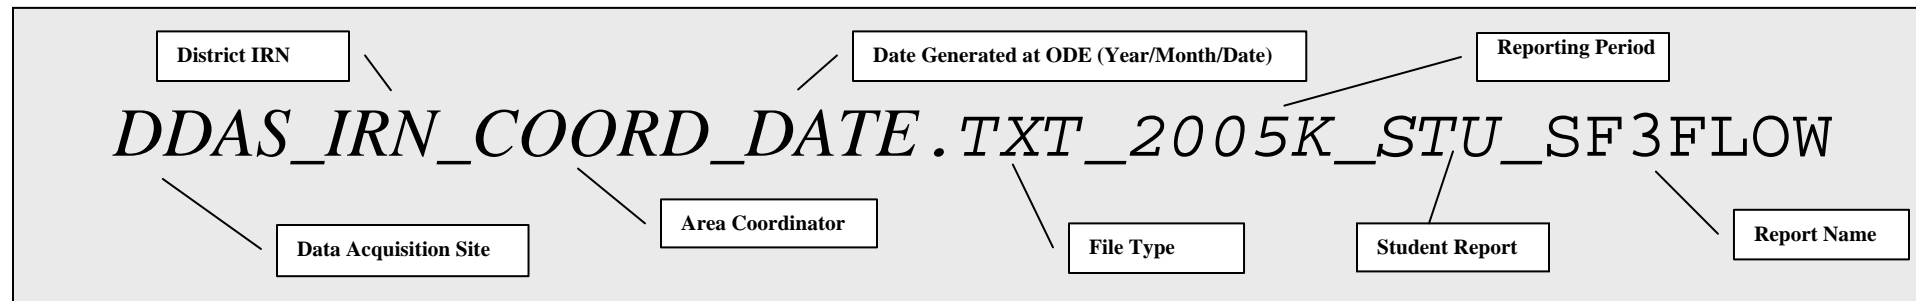 District IRN
Date Generated at ODE (Year/Month/Date)
Reporting Period
DDAS_IRN_COORD_DATE.TXT_2005K_STU_SF3FLOW
Data Acquisition Site
Area Coordinator
File Type
Student Report
Report Name